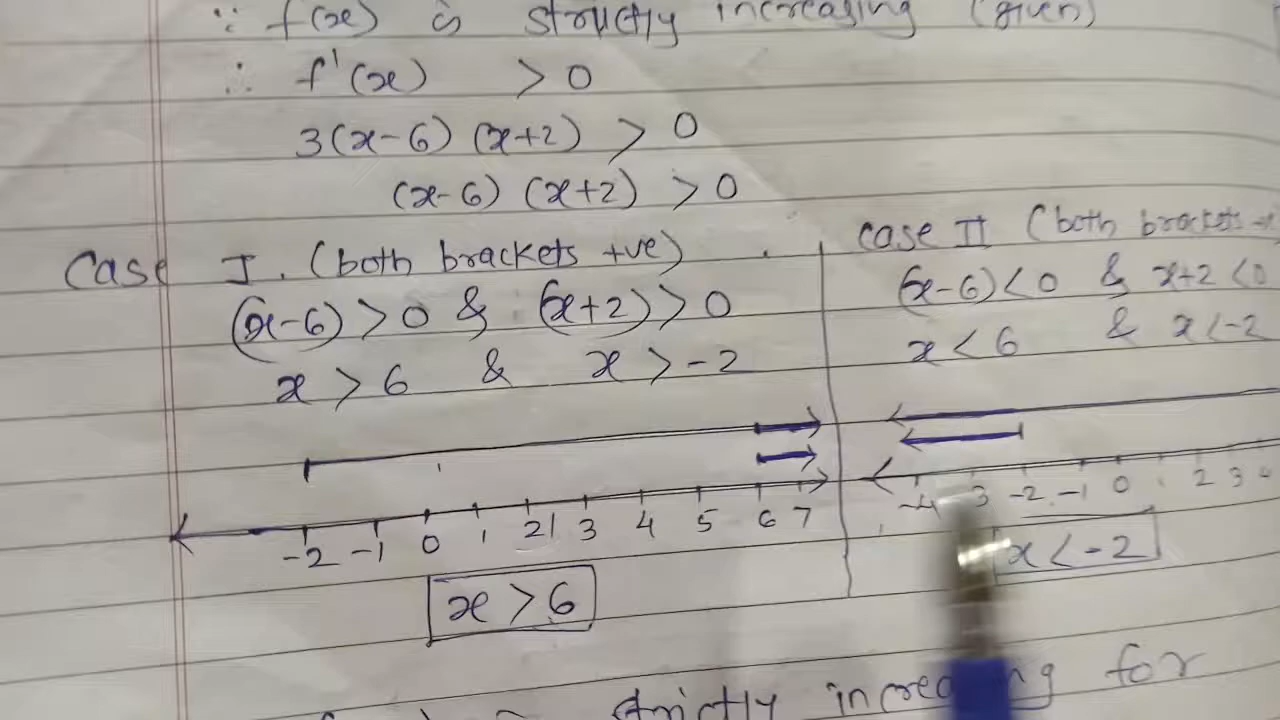 ∵ f(x) is strictly increasing (given)
∴ f'(x) > 0
3(x-6) (x+2) > 0
(x-6) (x+2) > 0
Case I. (both brackets +ve)
(x-6) > 0 & (x+2) > 0
x > 6 & x > -2
-2 -1 0 1 2 3 4 5 6 7
x > 6
case II (both brackets
(x-6) < 0 & x+2 < 0
x < 6 & x < -2
-4 -3 -2 -1 0 1 2 3
x < -2
strictly increasing for